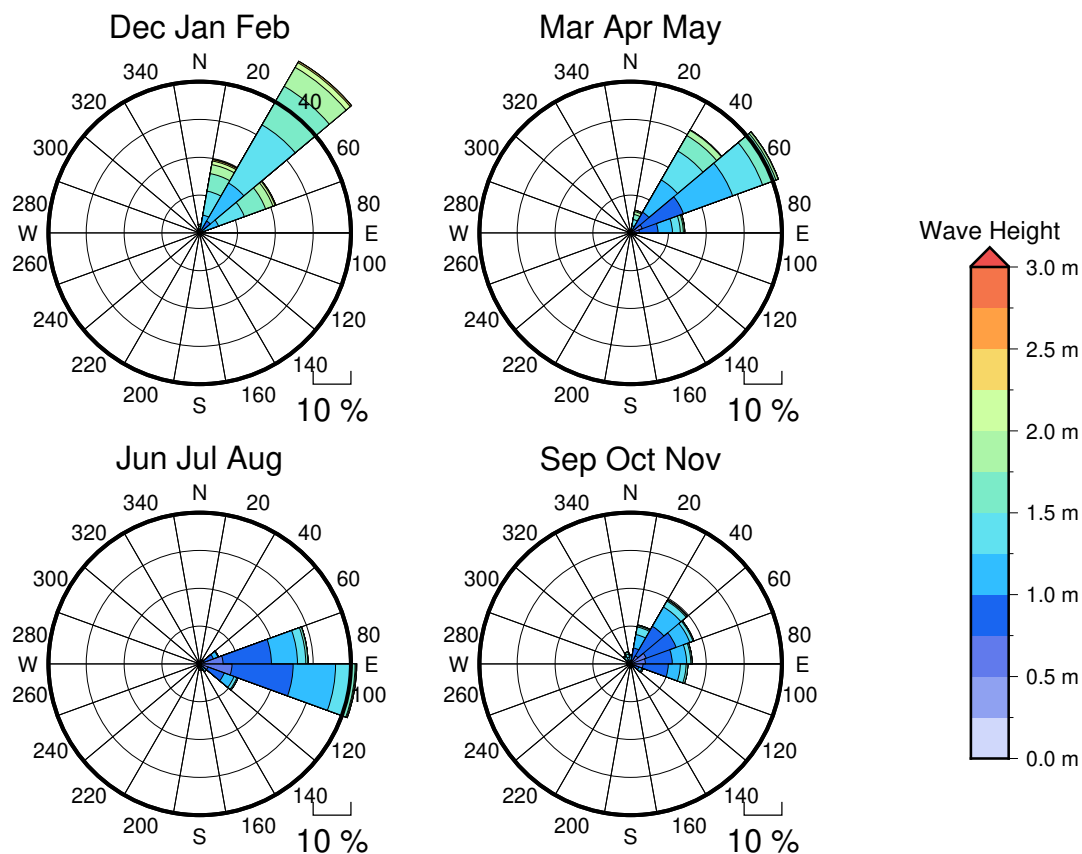 Dec Jan Feb
N
20
40
60
80
E
100
120
140
160
S
200
220
240
260
W
280
300
320
340
10 %
Mar Apr May
N
20
40
60
80
E
100
120
140
160
S
200
220
240
260
W
280
300
320
340
10 %
Jun Jul Aug
N
20
40
60
80
E
100
120
140
160
S
200
220
240
260
W
280
300
320
340
10 %
Sep Oct Nov
N
20
40
60
80
E
100
120
140
160
S
200
220
240
260
W
280
300
320
340
10 %
Wave Height
3.0 m
2.5 m
2.0 m
1.5 m
1.0 m
0.5 m
0.0 m